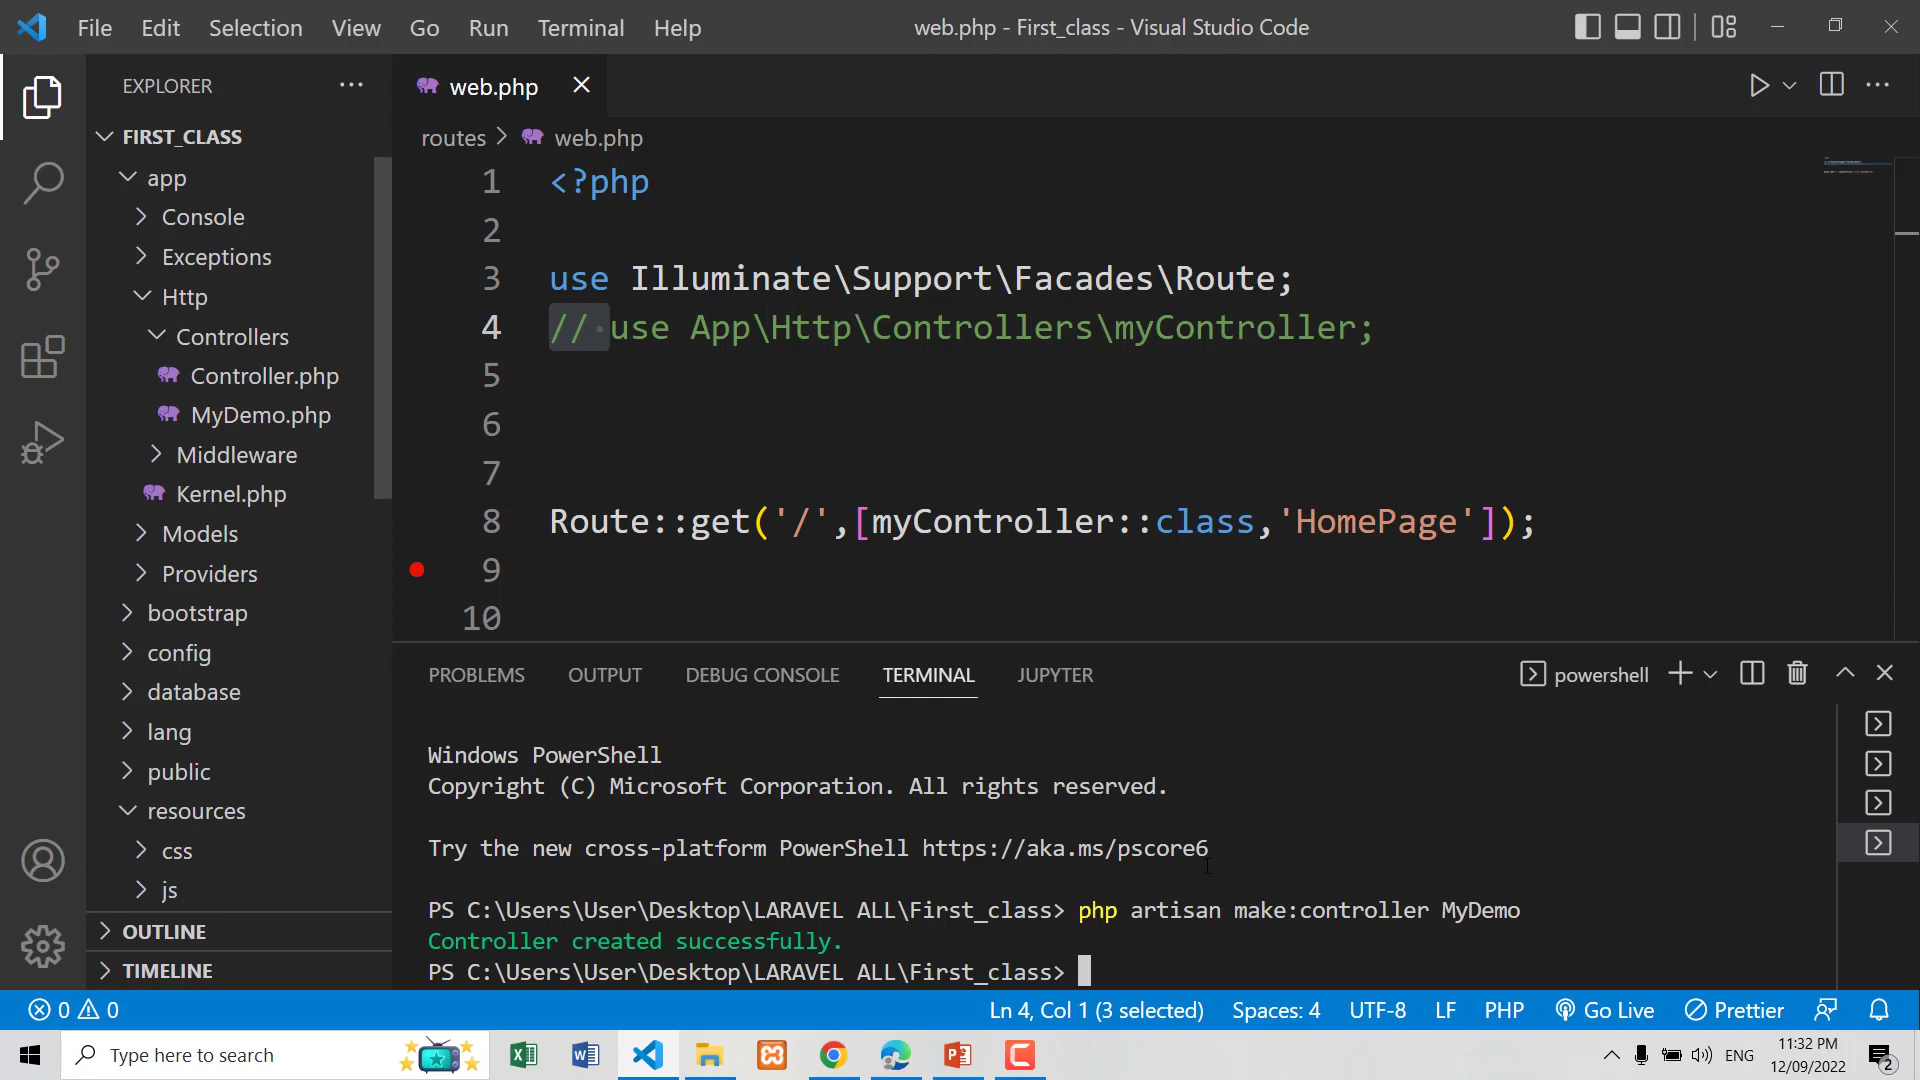 File Edit Selection View Go Run Terminal Help
web.php - First_class - Visual Studio Code
EXPLORER
FIRST_CLASS
app
Console
Exceptions
Http
Controllers
Controller.php
MyDemo.php
Middleware
Kernel.php
Models
Providers
bootstrap
config
database
lang
public
resources
css
js
OUTLINE
TIMELINE
web.php
routes > web.php
1 <?php
2
3 use Illuminate\Support\Facades\Route;
4 // use App\Http\Controllers\myController;
5
6
7
8 Route::get('/',[myController::class,'HomePage']);
9
10
PROBLEMS OUTPUT DEBUG CONSOLE TERMINAL JUPYTER
powershell
Windows PowerShell
Copyright (C) Microsoft Corporation. All rights reserved.
Try the new cross-platform PowerShell https://aka.ms/pscore6
PS C:\Users\User\Desktop\LARAVEL ALL\First_class> php artisan make:controller MyDemo
Controller created successfully.
PS C:\Users\User\Desktop\LARAVEL ALL\First_class>
0 0
Ln 4, Col 1 (3 selected) Spaces: 4 UTF-8 LF PHP Go Live Prettier
Type here to search
ENG
11:32 PM
12/09/2022
2